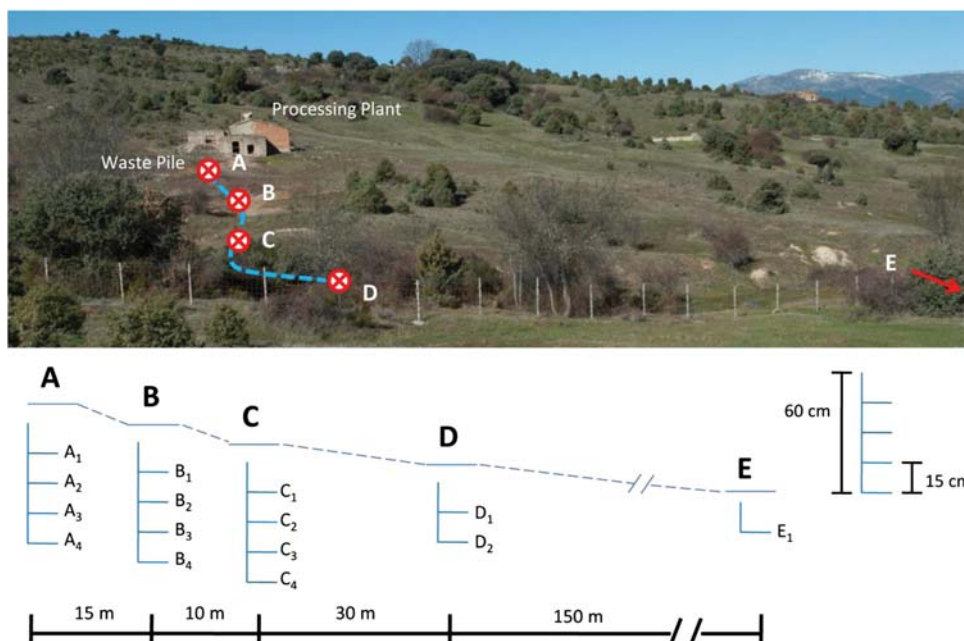 Processing Plant
Waste Pile
A
B
C
D
E
A
B
C
D
E
A1
A2
A3
A4
B1
B2
B3
B4
C1
C2
C3
C4
D1
D2
E1
60 cm
15 cm
15 m
10 m
30 m
150 m